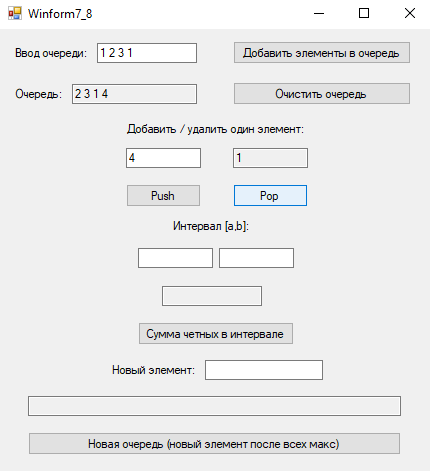 Winform7_8
Ввод очереди: 1 2 3 1 Добавить элементы в очередь
Очередь: 2 3 1 4 Очистить очередь
Добавить / удалить один элемент:
4 1
Push Pop
Интервал [a,b]:
Сумма четных в интервале
Новый элемент:
Новая очередь (новый элемент после всех макс)